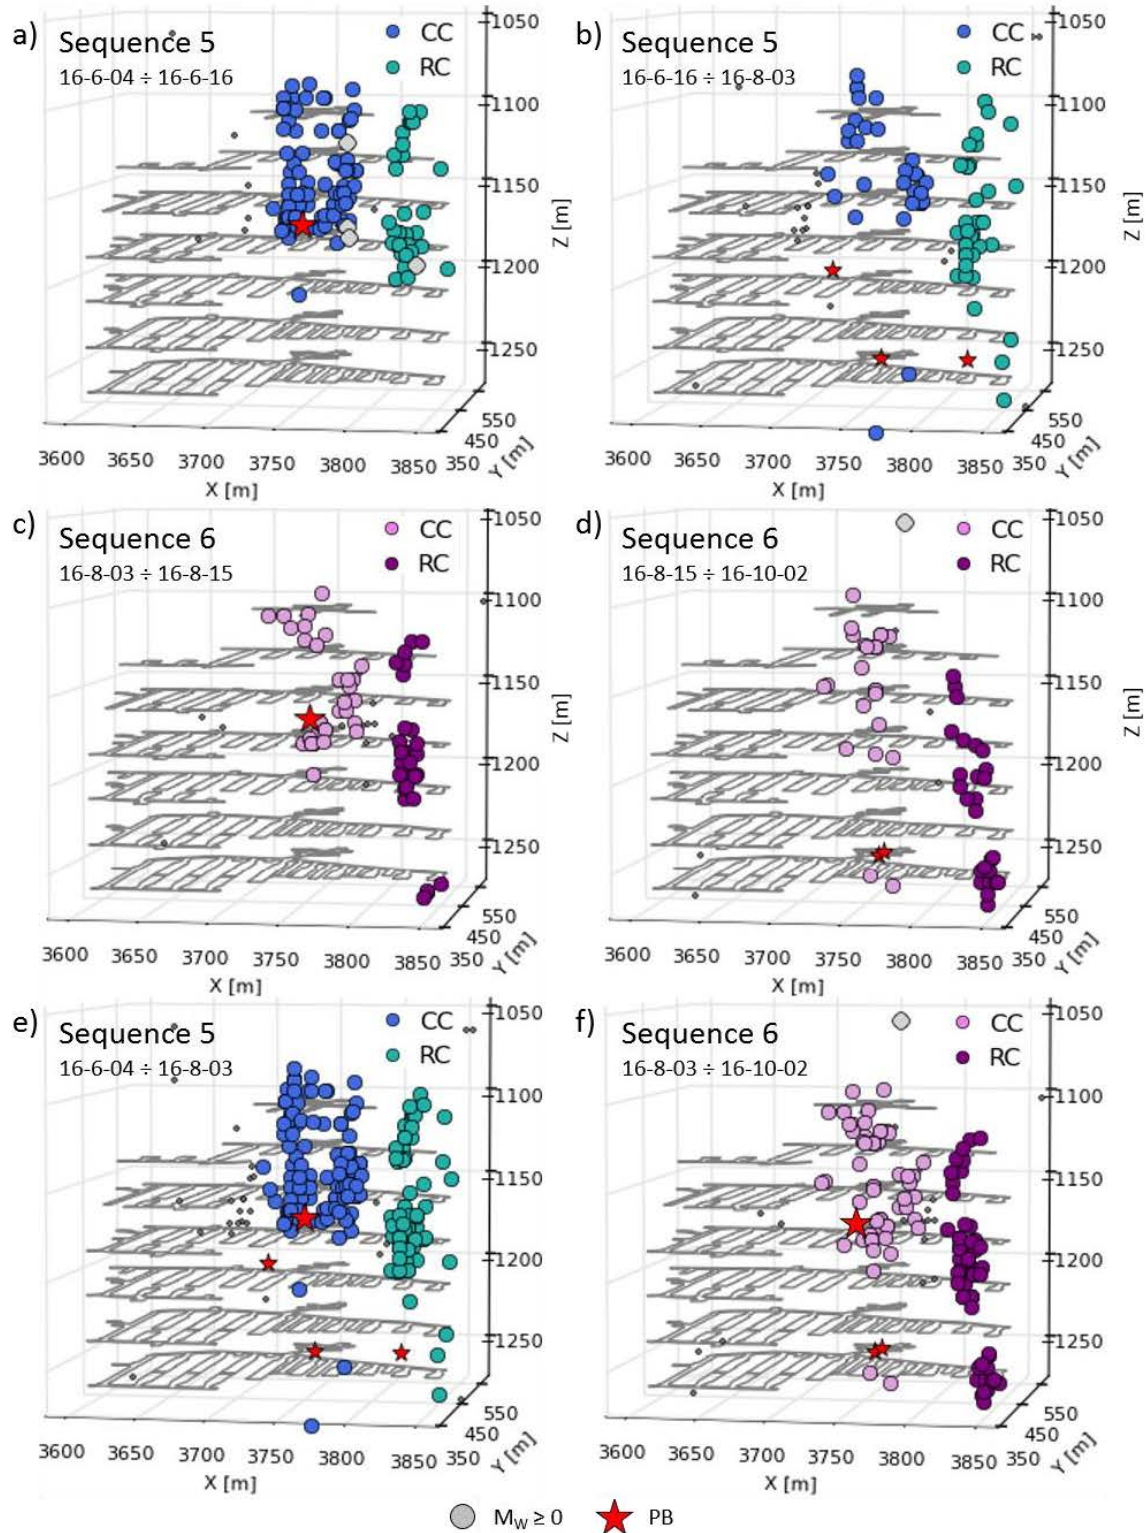 a)
Sequence 5
16-6-04 ÷ 16-6-16
CC
RC
1050
1100
1150
1200
1250
Z [m]
550
450
350
Y [m]
3600 3650 3700 3750 3800 3850
X [m]
b)
Sequence 5
16-6-16 ÷ 16-8-03
CC
RC
1050
1100
1150
1200
1250
Z [m]
550
450
350
Y [m]
3600 3650 3700 3750 3800 3850
X [m]
c)
Sequence 6
16-8-03 ÷ 16-8-15
CC
RC
1050
1100
1150
1200
1250
Z [m]
550
450
350
Y [m]
3600 3650 3700 3750 3800 3850
X [m]
d)
Sequence 6
16-8-15 ÷ 16-10-02
CC
RC
1050
1100
1150
1200
1250
Z [m]
550
450
350
Y [m]
3600 3650 3700 3750 3800 3850
X [m]
e)
Sequence 5
16-6-04 ÷ 16-8-03
CC
RC
1050
1100
1150
1200
1250
550
450
350
Y [m]
3600 3650 3700 3750 3800 3850
X [m]
f)
Sequence 6
16-8-03 ÷ 16-10-02
CC
RC
1050
1100
1150
1200
1250
550
450
350
Y [m]
3600 3650 3700 3750 3800 3850
X [m]
M_W ≥ 0 PB